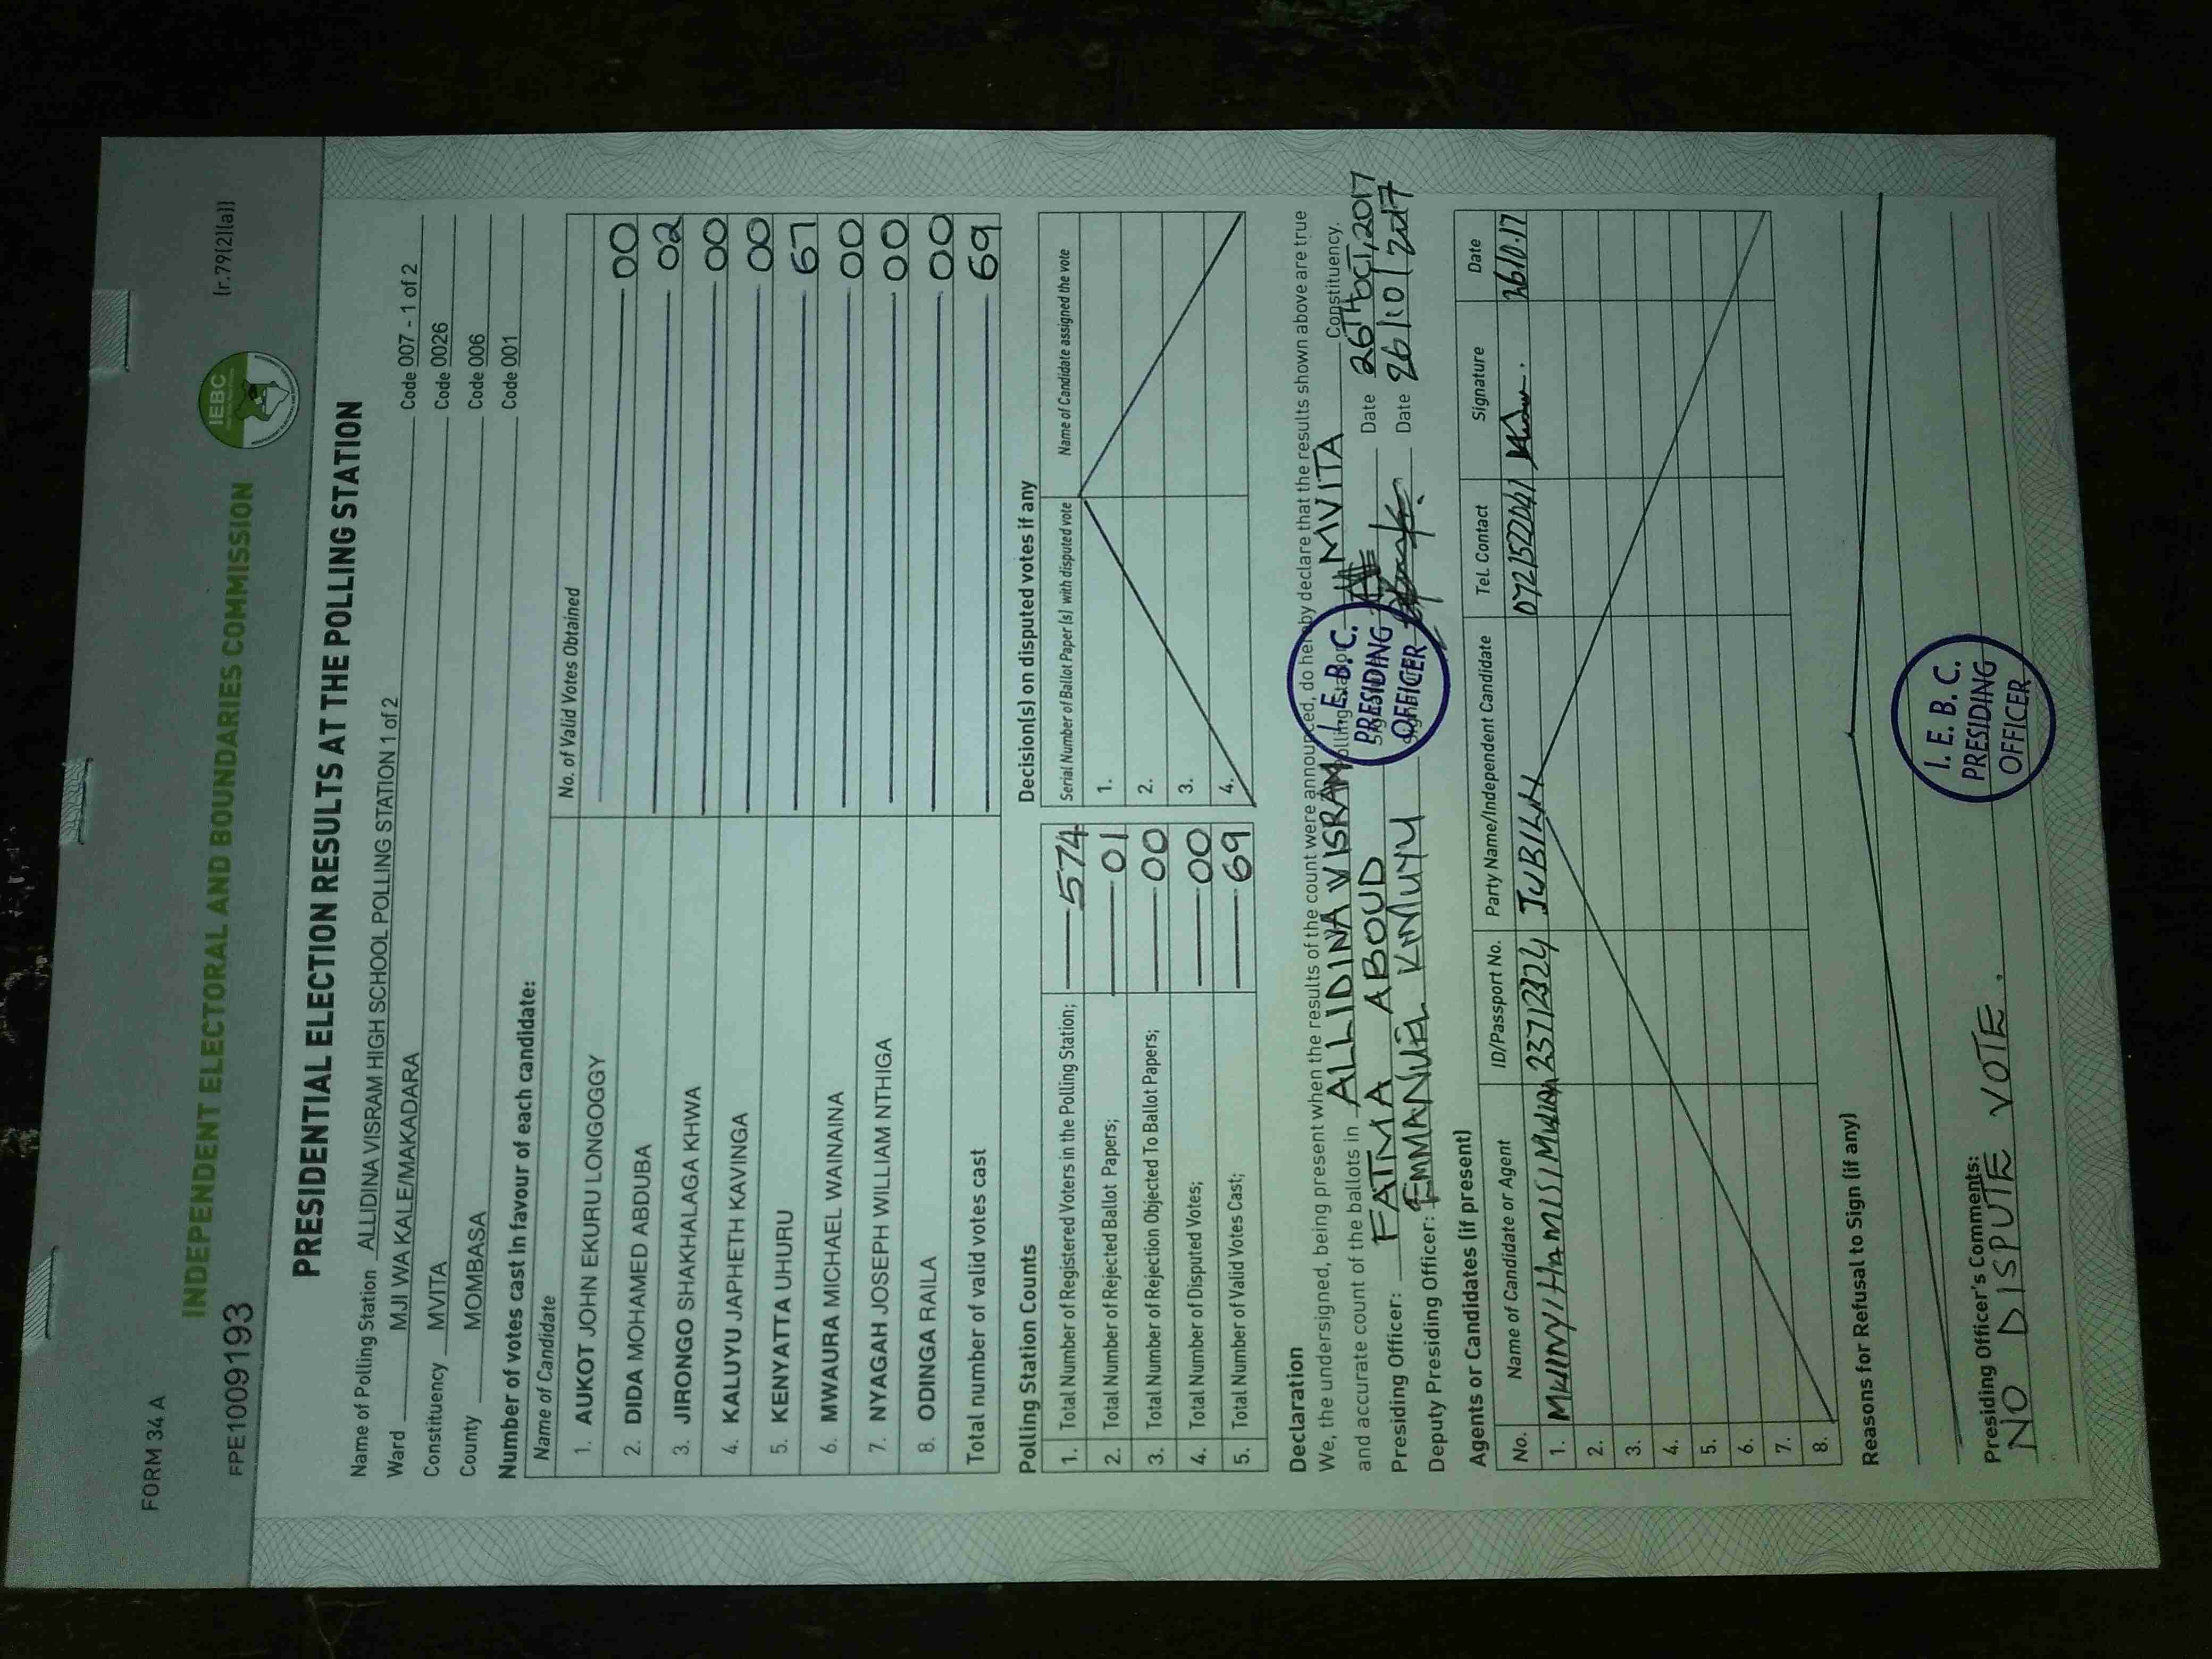 FORM 34 A
INDEPENDENT ELECTORAL AND BOUNDARIES COMMISSION
IEBC
FPE1009193
(r.79(2)(a))
PRESIDENTIAL ELECTION RESULTS AT THE POLLING STATION
Name of Polling Station ALLIDINA VISRAM HIGH SCHOOL POLLING STATION 1 of 2 Code 007 - 1 of 2
Ward MJI WA KALE/MAKADARA Code 0026
Constituency MVITA Code 006
County MOMBASA Code 001
Number of votes cast In favour of each candidate:
Name of Candidate No. of Valid Votes Obtained
1. AUKOT JOHN EKURU LONGOGGY 00
2. DIDA MOHAMED ABDUBA 02
3. JIRONGO SHAKHALAGA KHWA 00
4. KALUYU JAPHETH KAVINGA 00
5. KENYATTA UHURU 67
6. MWAURA MICHAEL WAINAINA 00
7. NYAGAH JOSEPH WILLIAM NTHIGA 00
8. ODINGA RAILA 00
Total number of valid votes cast 69
Polling Station Counts
1. Total Number of Registered Voters in the Polling Station; 574
2. Total Number of Rejected Ballot Papers; 01
3. Total Number of Rejection Objected To Ballot Papers; 00
4. Total Number of Disputed Votes; 00
5. Total Number of Valid Votes Cast; 69
Decision(s) on disputed votes if any
Serial Number of Ballot Paper(s) with disputed vote Name of Candidate assigned the vote
1.
2.
3.
4.
Declaration
We, the undersigned, being present when the results of the count were announced, do hereby declare that the results shown above are true
and accurate count of the ballots in ALLIDINA VISRAM Polling Station MVITA Constituency.
Presiding Officer: FATMA ABOUD Date 26TH OCT, 2017
Deputy Presiding Officer: EMMANUEL KIMUYU Date 26/10/2017
I. E. B. C.
PRESIDING
OFFICER
Agents or Candidates (if present)
No. Name of Candidate or Agent ID/Passport No. Party Name/Independent Candidate Tel. Contact Signature Date
1. HAMISI 23712324 JUBILEE 0721522041 26.10.17
2.
3.
4.
5.
6.
7.
8.
Reasons for Refusal to Sign (if any)
Presiding Officer's Comments:
NO DISPUTE VOTE.
I. E. B. C.
PRESIDING
OFFICER